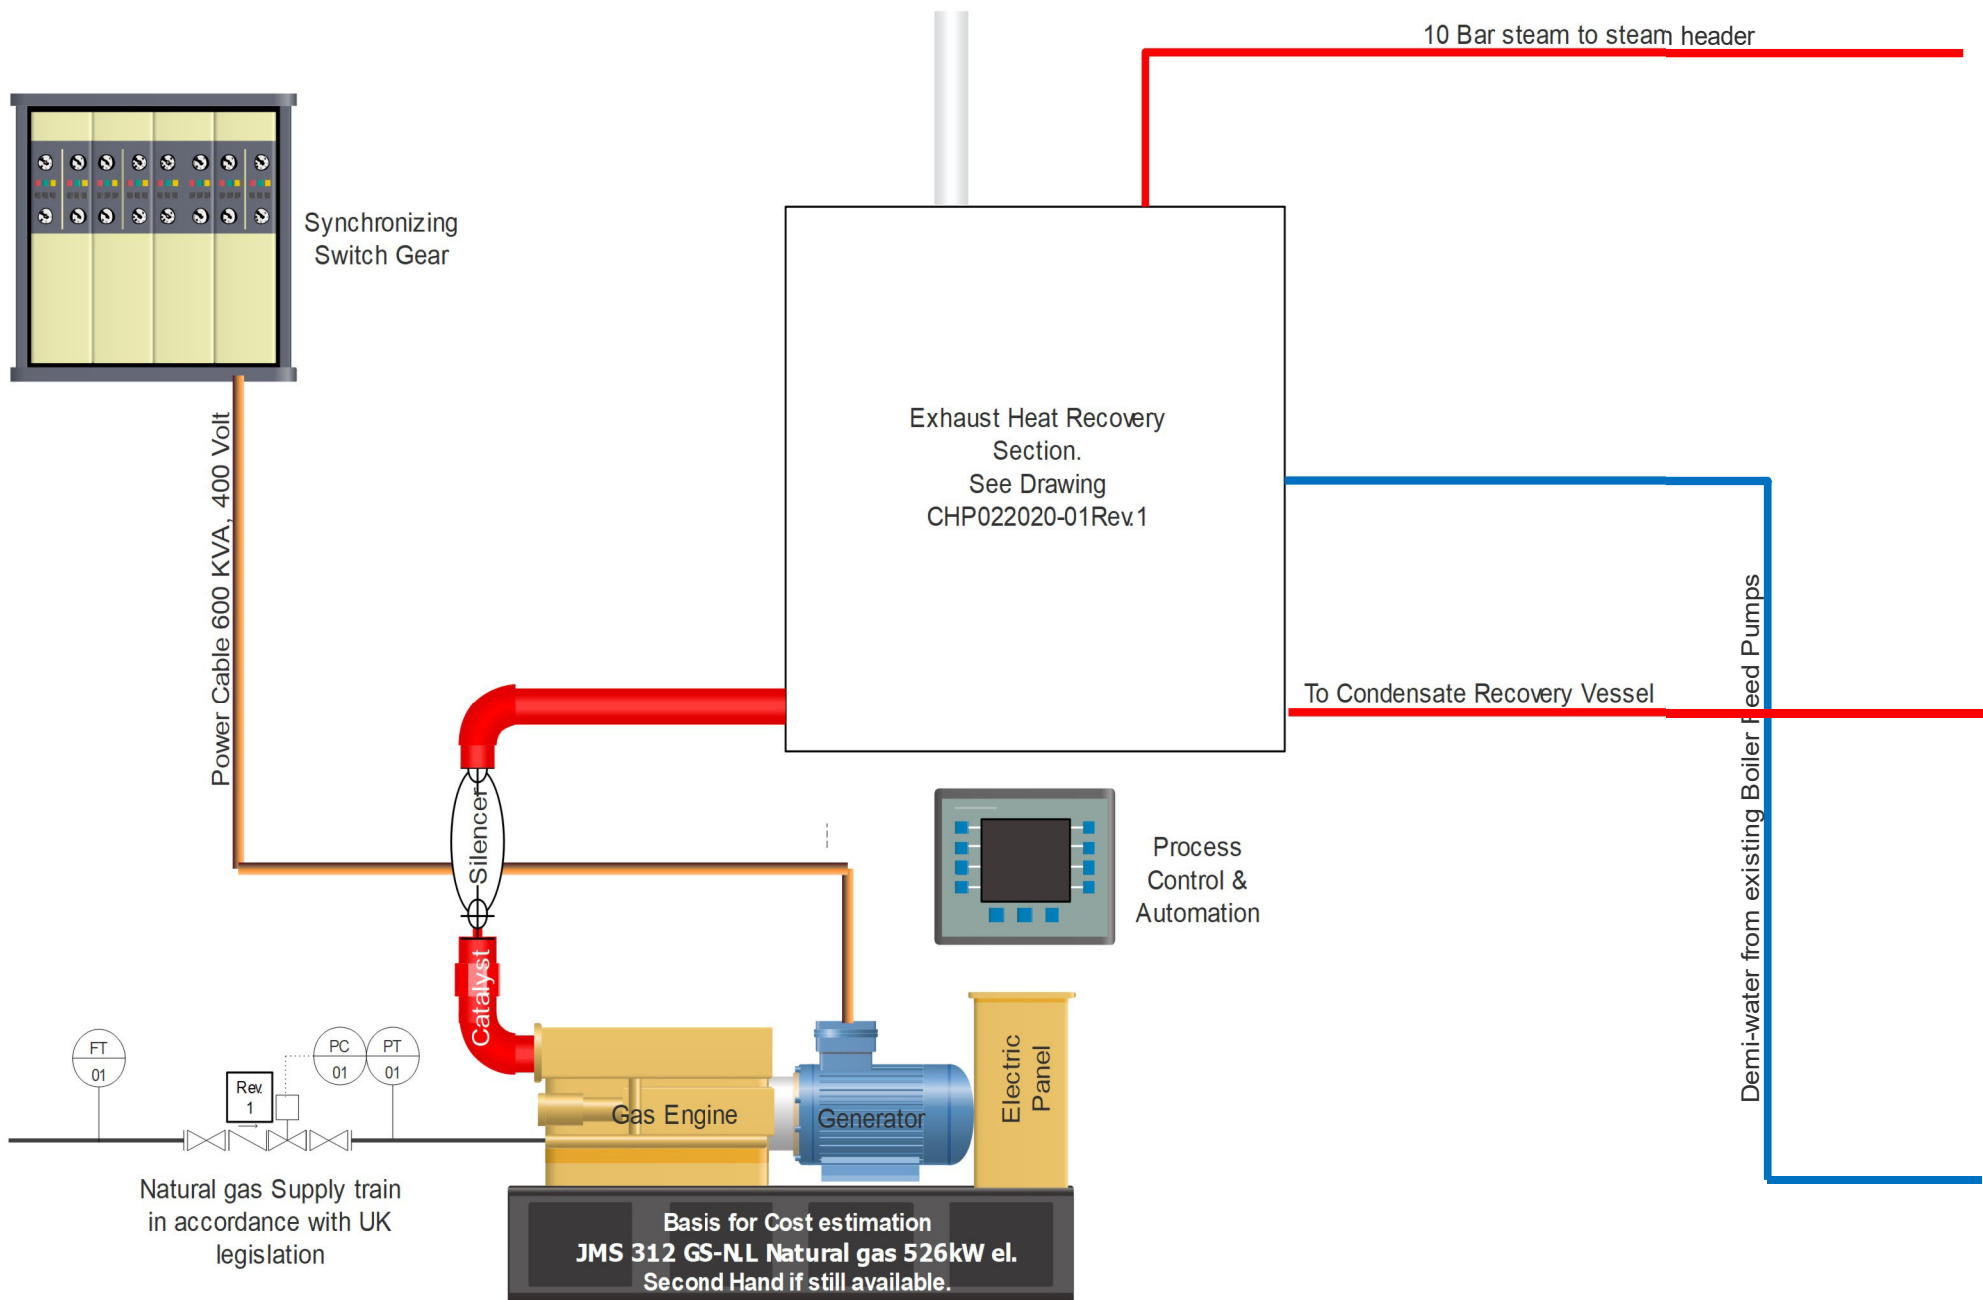 10 Bar steam to steam header
Synchronizing
Switch Gear
Power Cable 600 KVA, 400 Volt
Exhaust Heat Recovery
Section.
See Drawing
CHP022020-01Rev.1
To Condensate Recovery Vessel
Demi-water from existing Boiler Feed Pumps
Silencer
Catalyst
Process
Control &
Automation
FT
01
PC
01
PT
01
Rev.
1
Gas Engine
Generator
Electric
Panel
Natural gas Supply train
in accordance with UK
legislation
Basis for Cost estimation
JMS 312 GS-N.L Natural gas 526kW el.
Second Hand if still available.